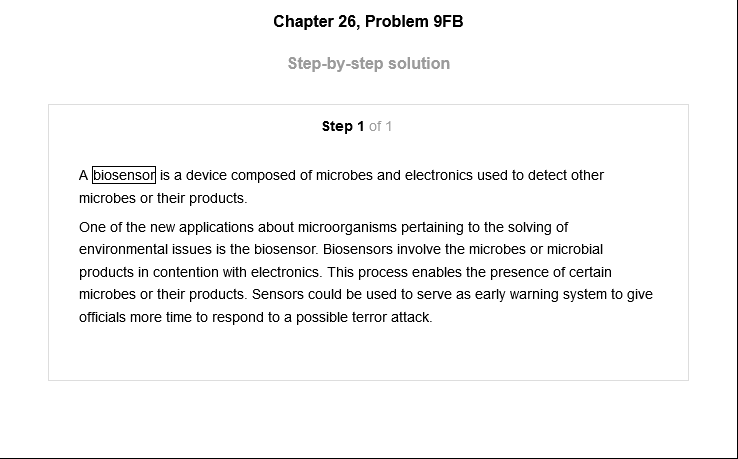 Chapter 26, Problem 9FB
Step-by-step solution
Step 1 of 1
A biosensor is a device composed of microbes and electronics used to detect other
microbes or their products.
One of the new applications about microorganisms pertaining to the solving of
environmental issues is the biosensor. Biosensors involve the microbes or microbial
products in contention with electronics. This process enables the presence of certain
microbes or their products. Sensors could be used to serve as early warning system to give
officials more time to respond to a possible terror attack.